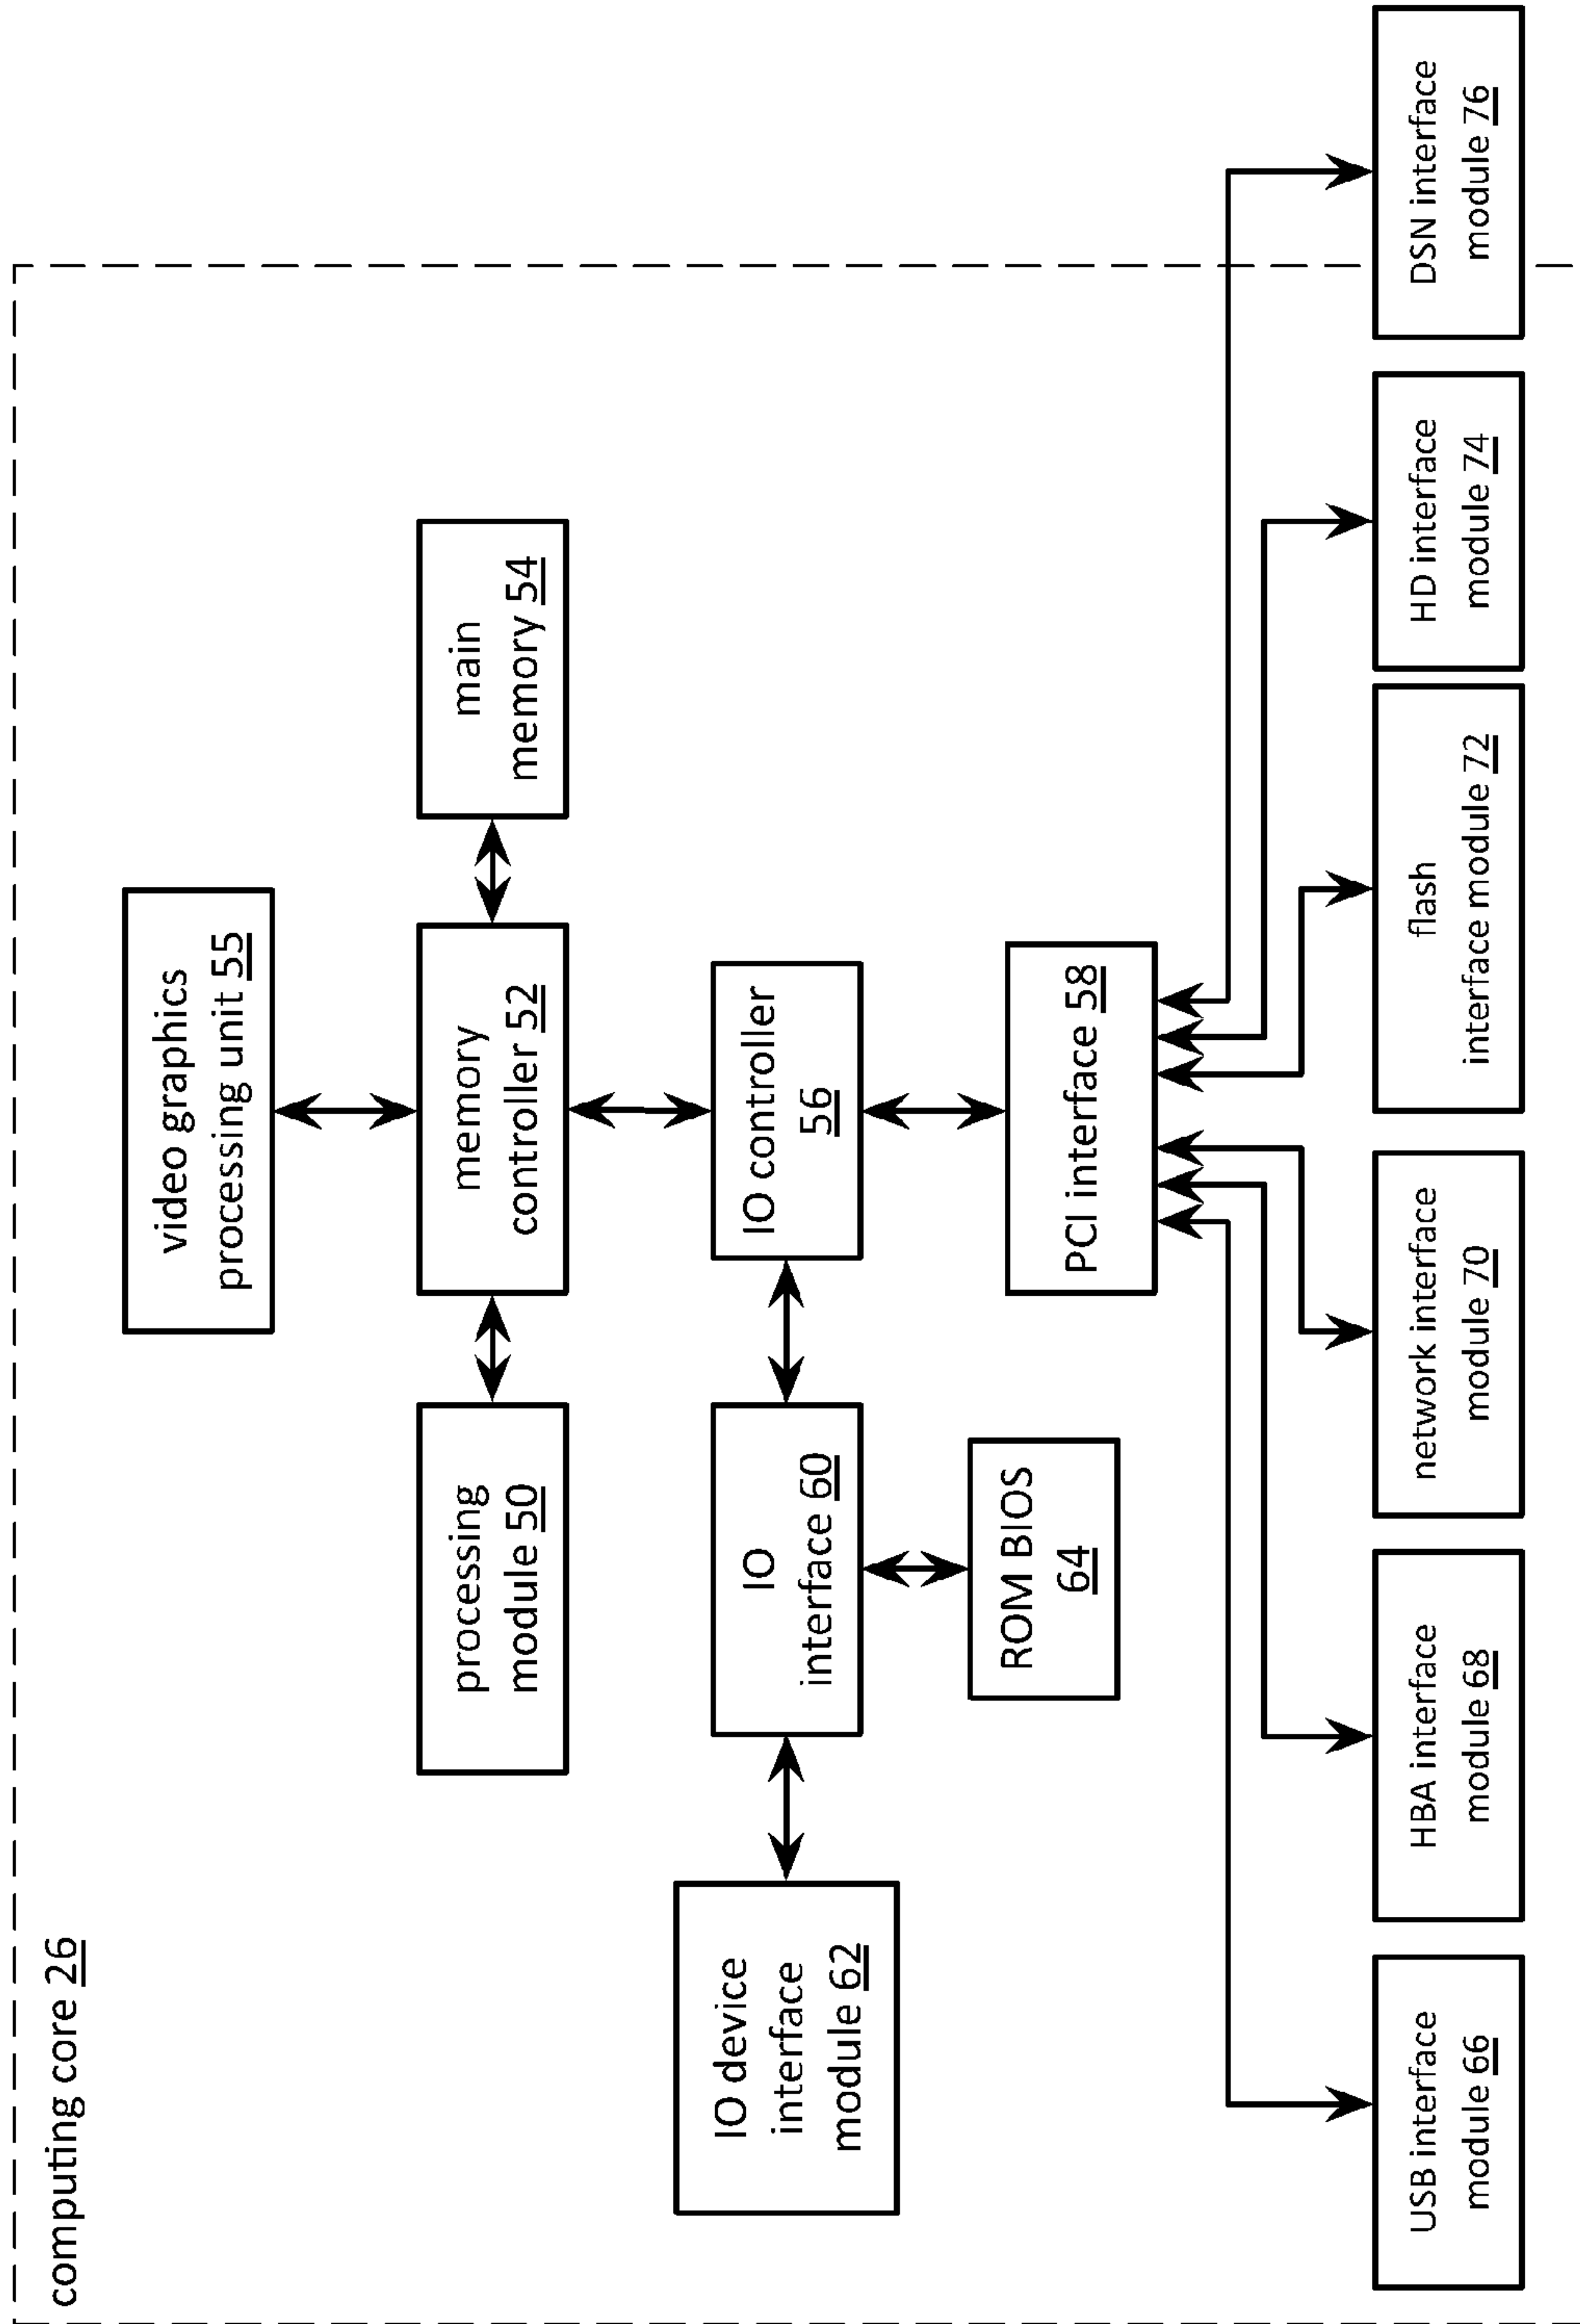 computing core 26
video graphics
processing unit 55
processing
module 50
memory
controller 52
main
memory 54
IO device
interface
module 62
IO
interface 60
IO controller
56
ROM BIOS
64
PCI interface 58
USB interface
module 66
HBA interface
module 68
network interface
module 70
flash
interface module 72
HD interface
module 74
DSN interface
module 76